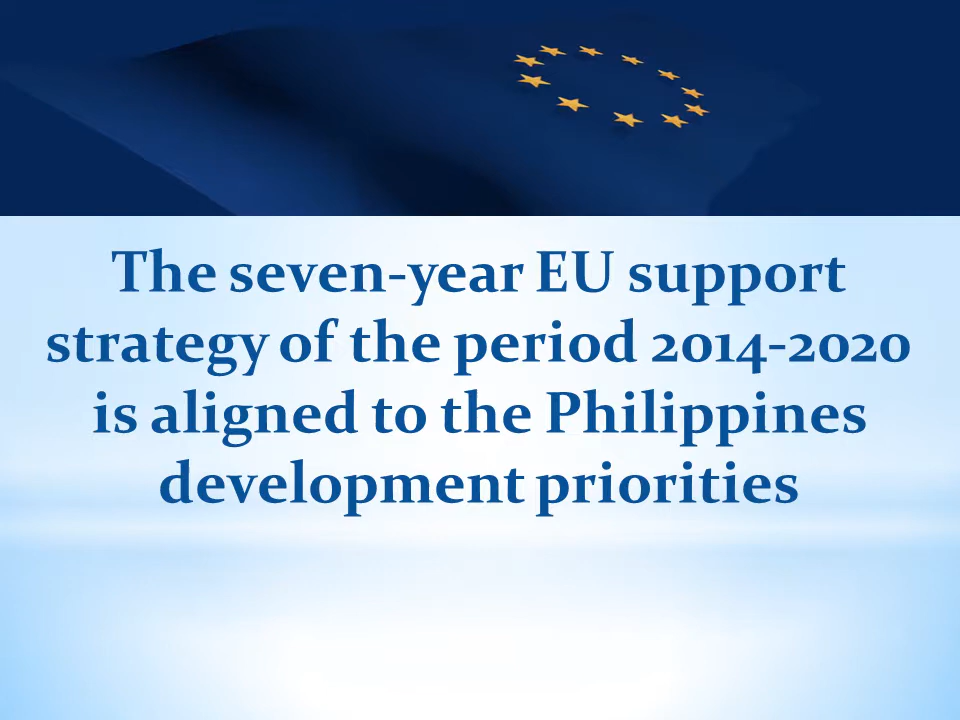 The seven-year EU support
strategy of the period 2014-2020
is aligned to the Philippines
development priorities